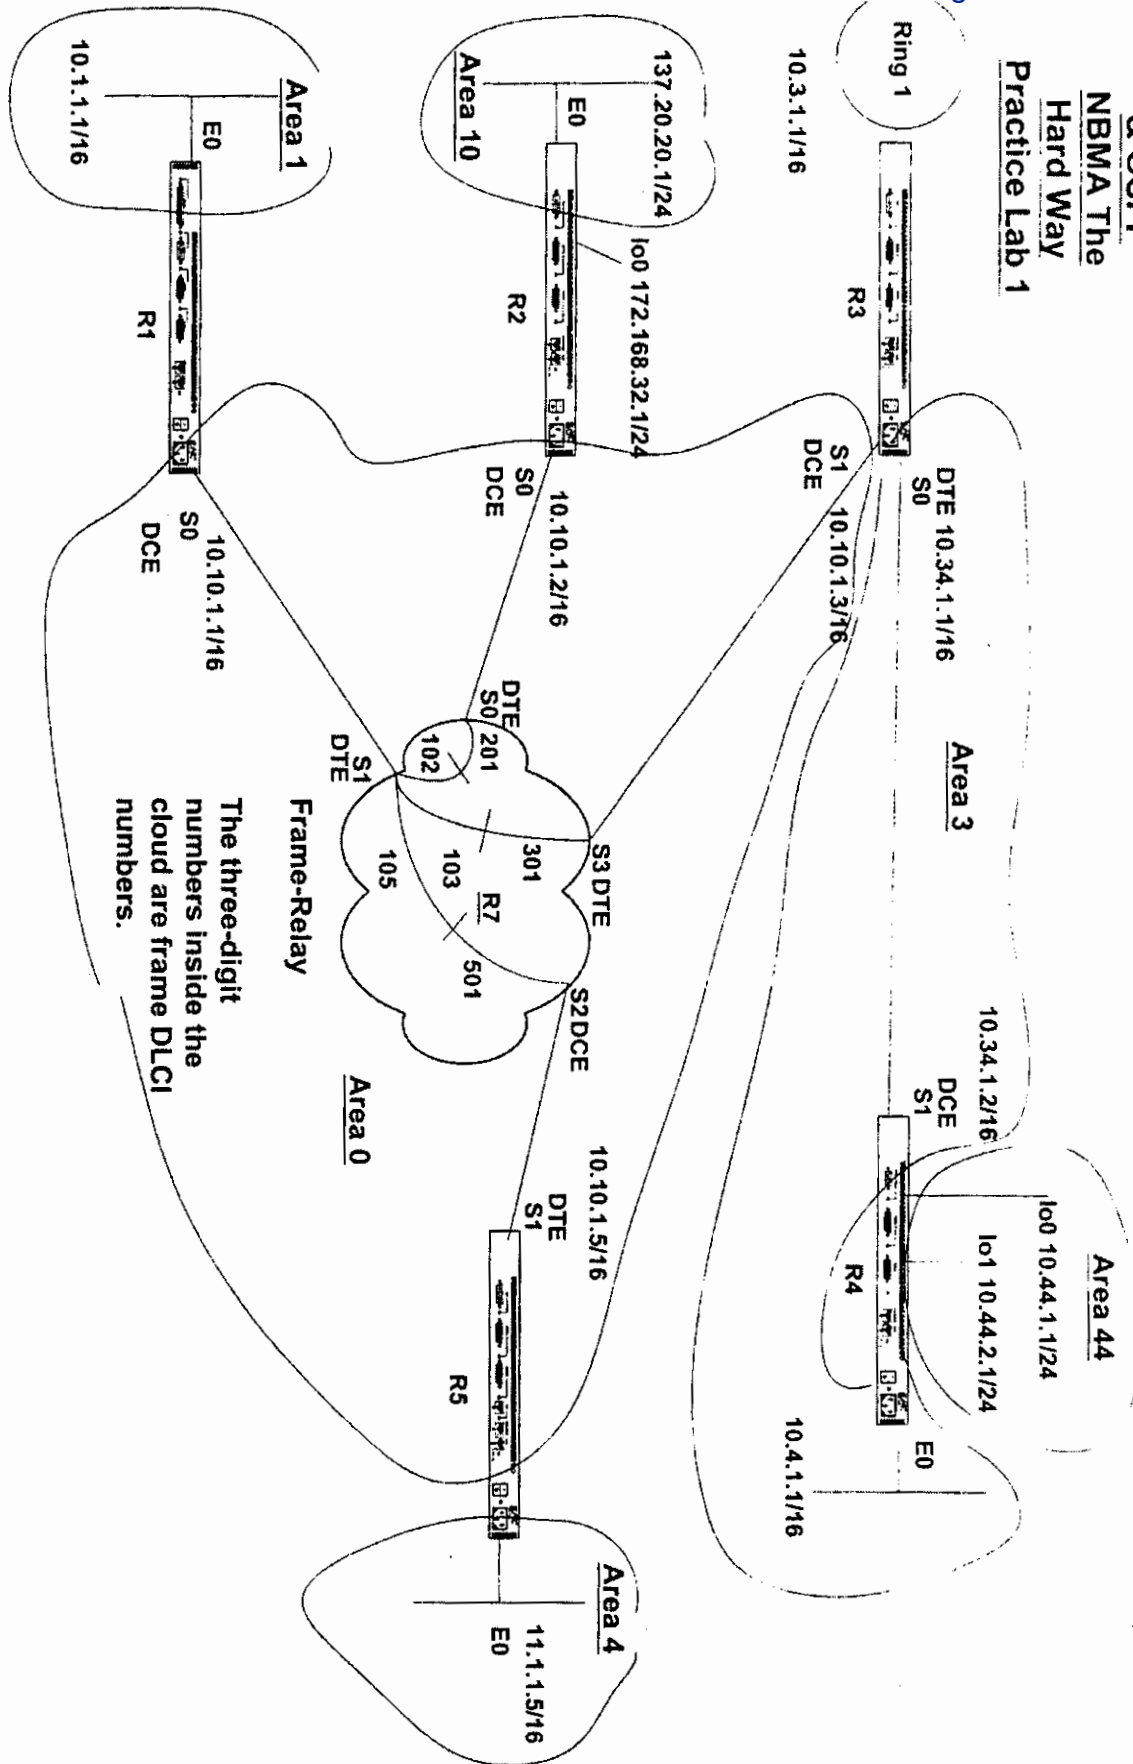 NBMA The
Hard Way
Practice Lab 1
Ring 1
10.3.1.1/16
R3
DTE 10.34.1.1/16
S0
S1
DCE
10.10.1.3/16
Area 3
10.34.1.2/16
DCE
S1
Area 44
lo0 10.44.1.1/24
lo1 10.44.2.1/24
R4
E0
10.4.1.1/16
137.20.20.1/24
Area 10
E0
lo0 172.168.32.1/24
R2
S0
DCE
10.10.1.2/16
DTE
S0
201
102
S3 DTE
301
103
105
R7
501
S2 DCE
S1
DTE
10.10.1.5/16
DTE
S1
R5
Area 4
11.1.1.5/16
E0
Area 1
10.1.1.1/16
E0
R1
10.10.1.1/16
S0
DCE
Frame-Relay
Area 0
The three-digit
numbers inside the
cloud are frame DLCI
numbers.